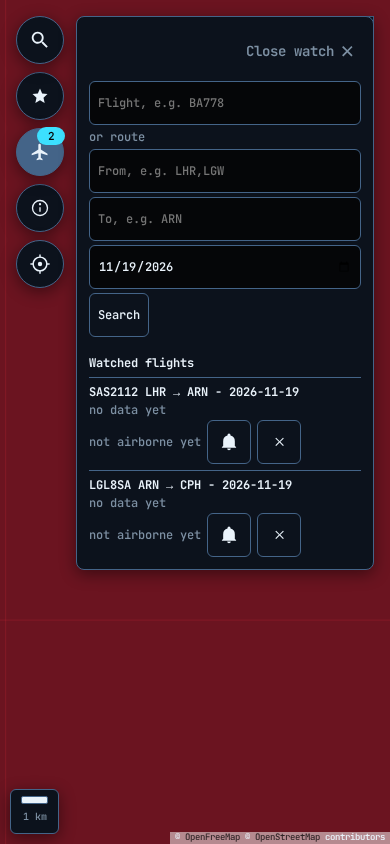 Close watch ×
2
Flight, e.g. BA778
or route
From, e.g. LHR,LGW
To, e.g. ARN
11/19/2026
Search
Watched flights
SAS2112 LHR → ARN - 2026-11-19
no data yet
not airborne yet ×
LGL8SA ARN → CPH - 2026-11-19
no data yet
not airborne yet ×
1 km
© OpenFreeMap © OpenStreetMap contributors